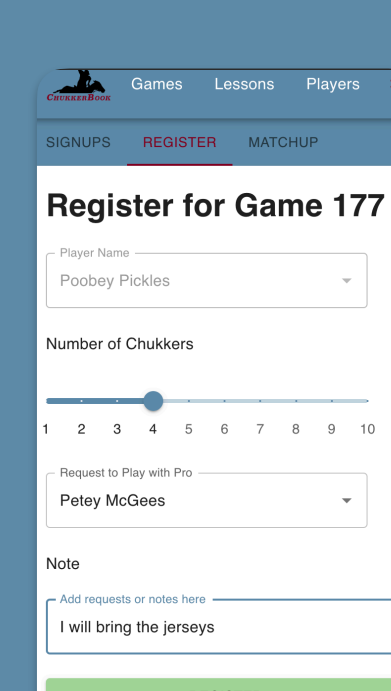 CHUKKERBOOK
Games Lessons Players
SIGNUPS REGISTER MATCHUP
Register for Game 177
Player Name
Poobey Pickles
Number of Chukkers
1 2 3 4 5 6 7 8 9 10
Request to Play with Pro
Petey McGees
Note
Add requests or notes here
I will bring the jerseys